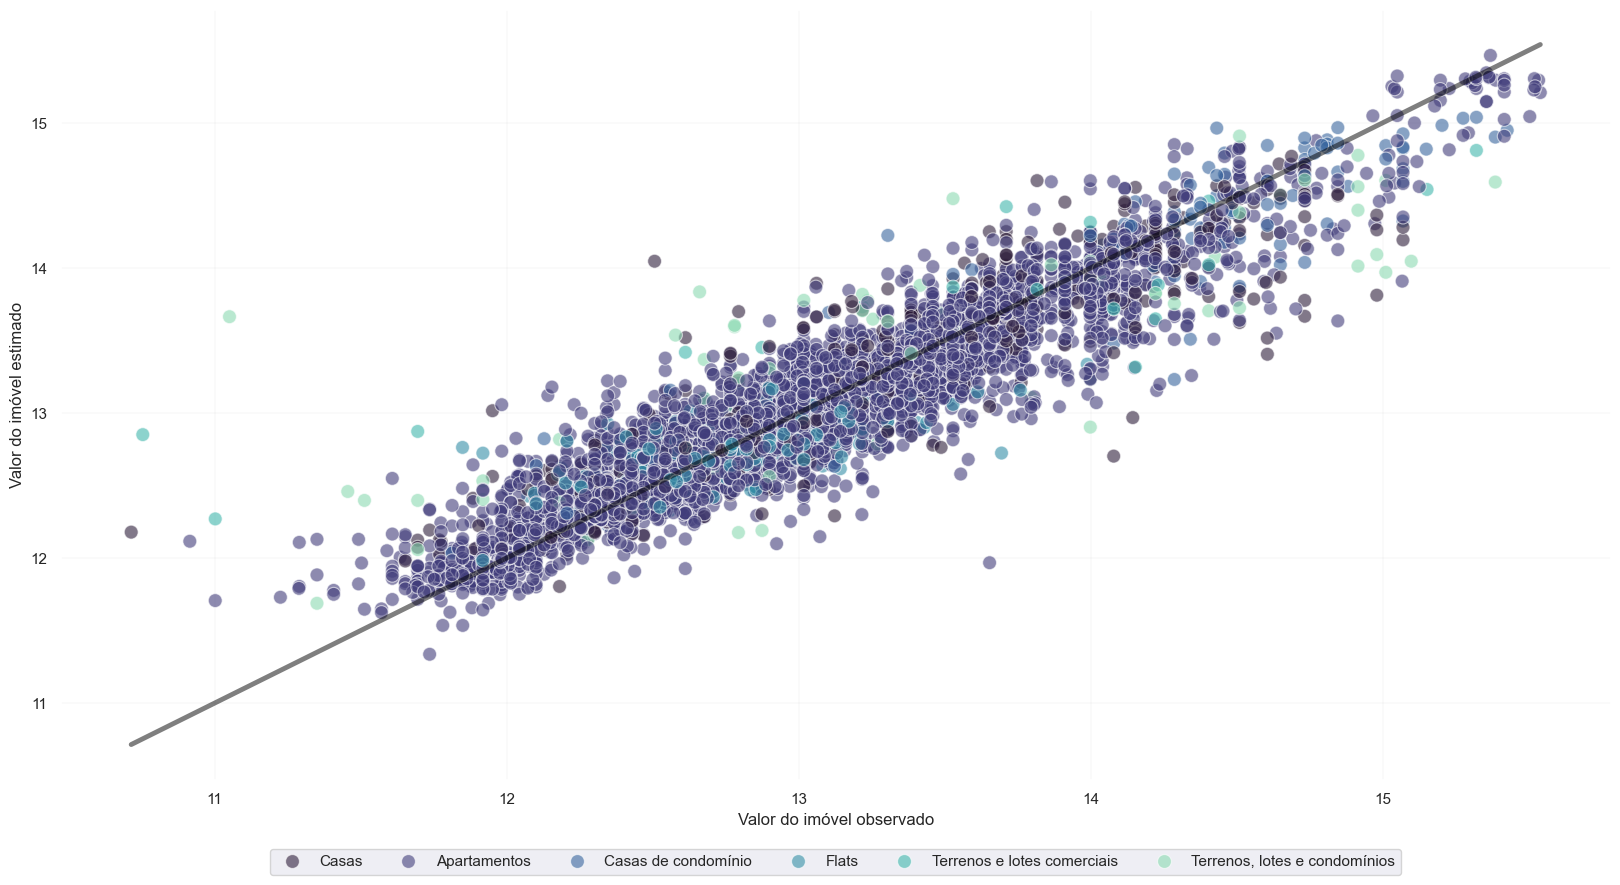 15
14
13
12
11
Valor do imóvel estimado
11 12 13 14 15
Valor do imóvel observado
Casas Apartamentos Casas de condomínio Flats Terrenos e lotes comerciais Terrenos, lotes e condomínios